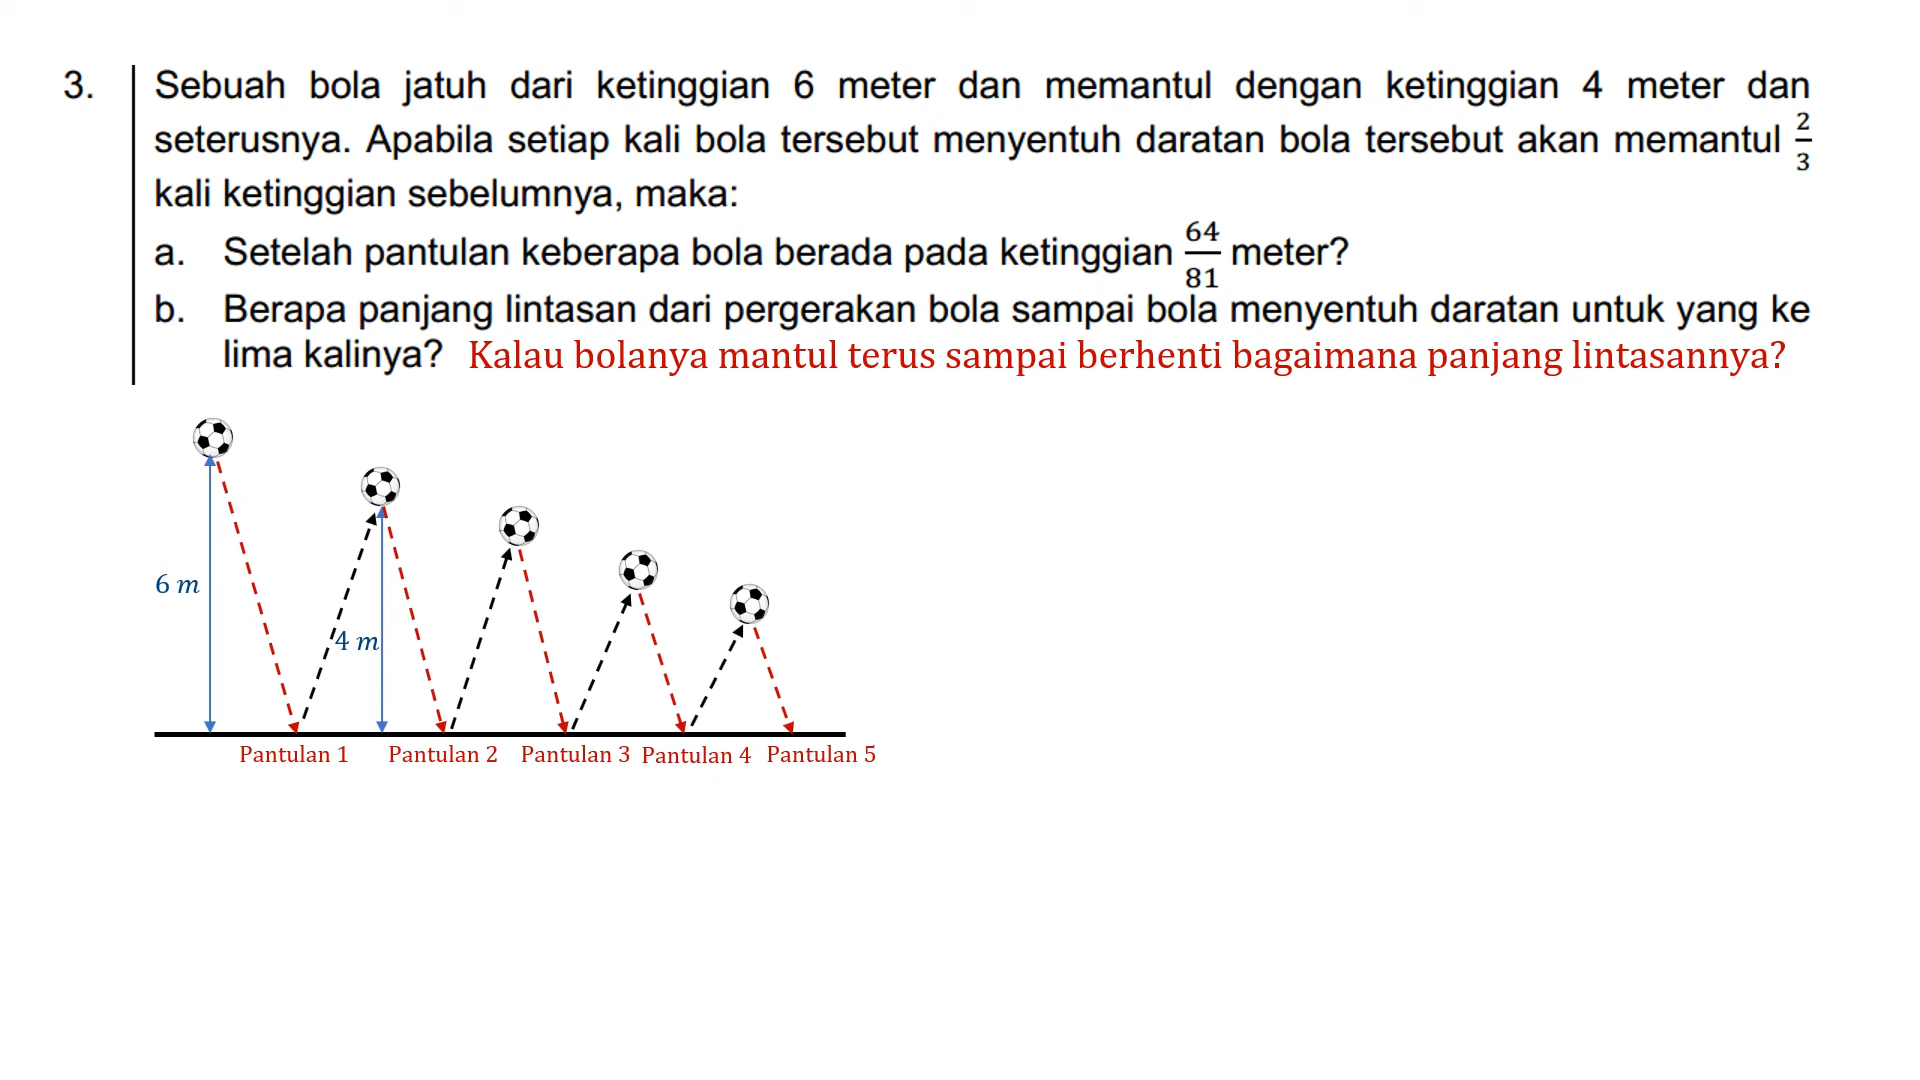 3. Sebuah bola jatuh dari ketinggian 6 meter dan memantul dengan ketinggian 4 meter dan
seterusnya. Apabila setiap kali bola tersebut menyentuh daratan bola tersebut akan memantul 2/3
kali ketinggian sebelumnya, maka:
a. Setelah pantulan keberapa bola berada pada ketinggian 64/81 meter?
b. Berapa panjang lintasan dari pergerakan bola sampai bola menyentuh daratan untuk yang ke
lima kalinya? Kalau bolanya mantul terus sampai berhenti bagaimana panjang lintasannya?
6 m
4 m
Pantulan 1 Pantulan 2 Pantulan 3 Pantulan 4 Pantulan 5